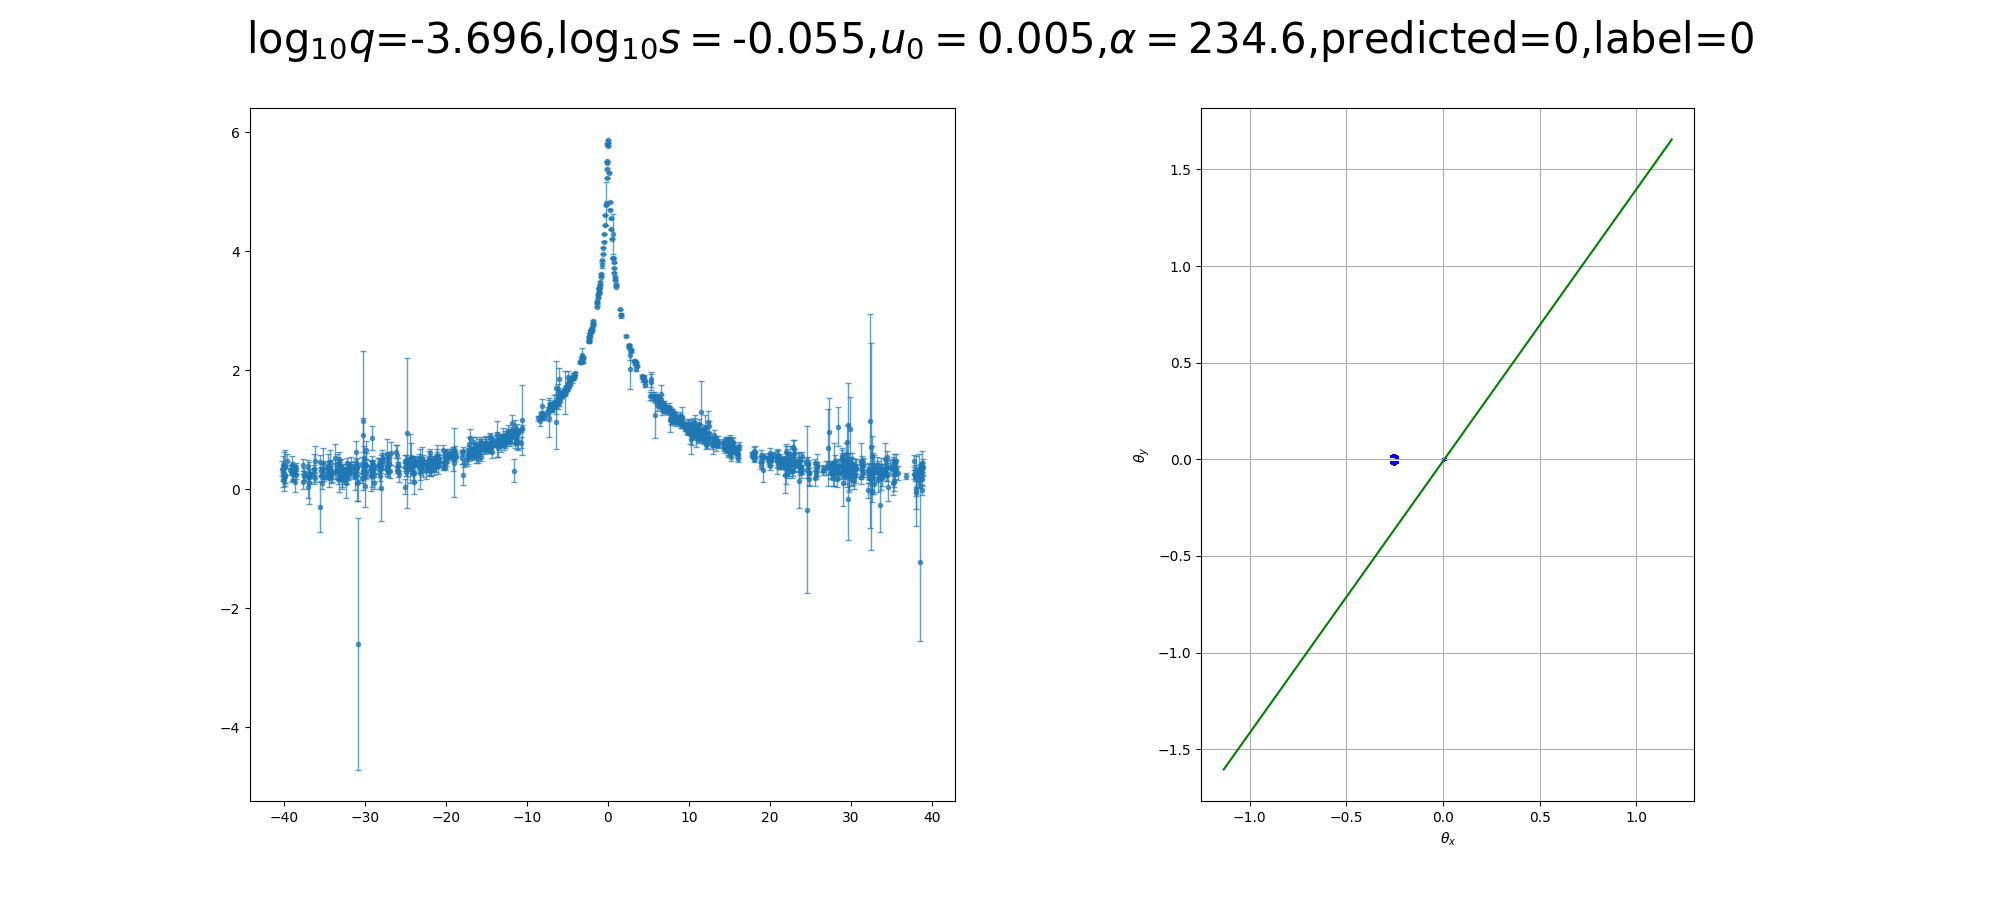 log₁₀q=-3.696,log₁₀s = -0.055,u₀ = 0.005,α = 234.6,predicted=0,label=0
6
4
2
0
−2
−4
−40 −30 −20 −10 0 10 20 30 40
1.5
1.0
0.5
0.0
−0.5
−1.0
−1.5
θy
−1.0 −0.5 0.0 0.5 1.0
θx